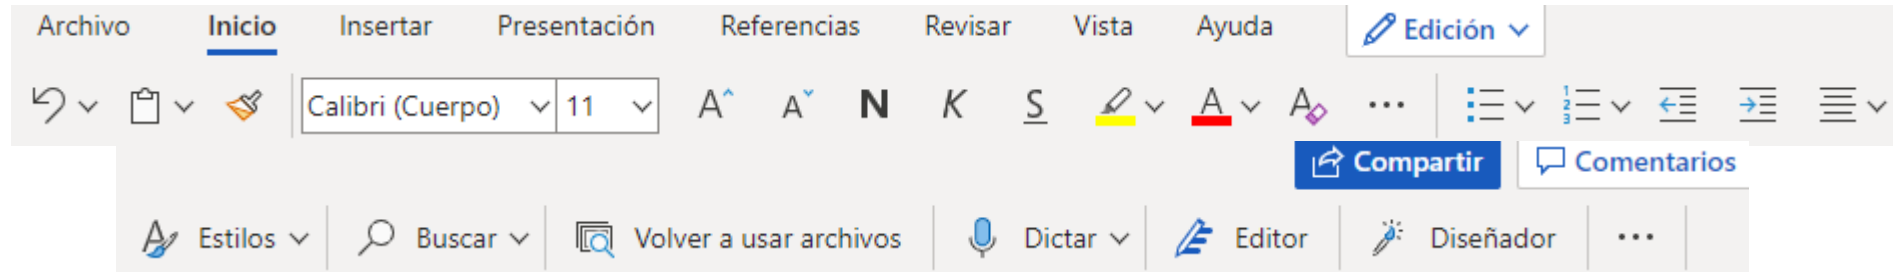 Archivo Inicio Insertar Presentación Referencias Revisar Vista Ayuda Edición
Calibri (Cuerpo) 11 A A N K S A A ...
Compartir Comentarios
Estilos Buscar Volver a usar archivos Dictar Editor Diseñador ...